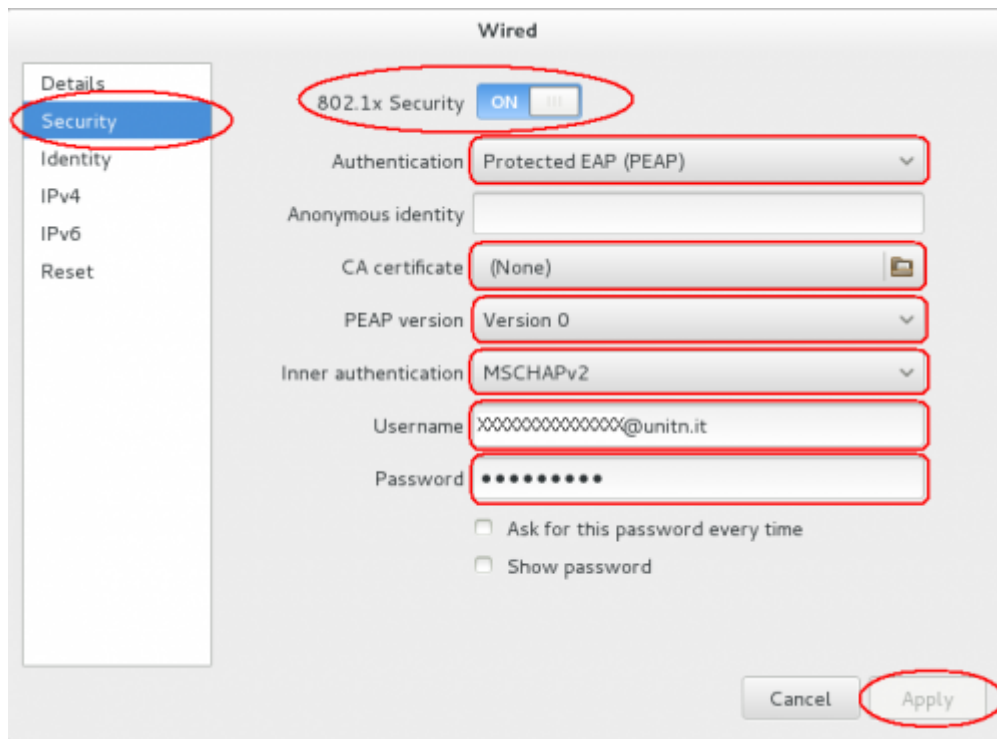 Wired
Details
Security
Identity
IPv4
IPv6
Reset
802.1x Security ON
Authentication Protected EAP (PEAP)
Anonymous identity
CA certificate (None)
PEAP version Version 0
Inner authentication MSCHAPv2
Username XXXXXXXXXXXXXXX@unitn.it
Password •••••••••
Ask for this password every time
Show password
Cancel Apply